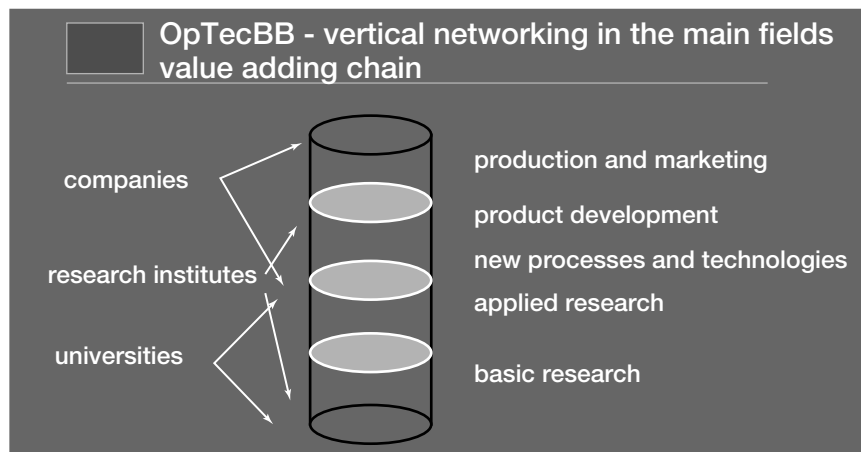 OpTecBB - vertical networking in the main fields
value adding chain
companies
research institutes
universities
production and marketing
product development
new processes and technologies
applied research
basic research